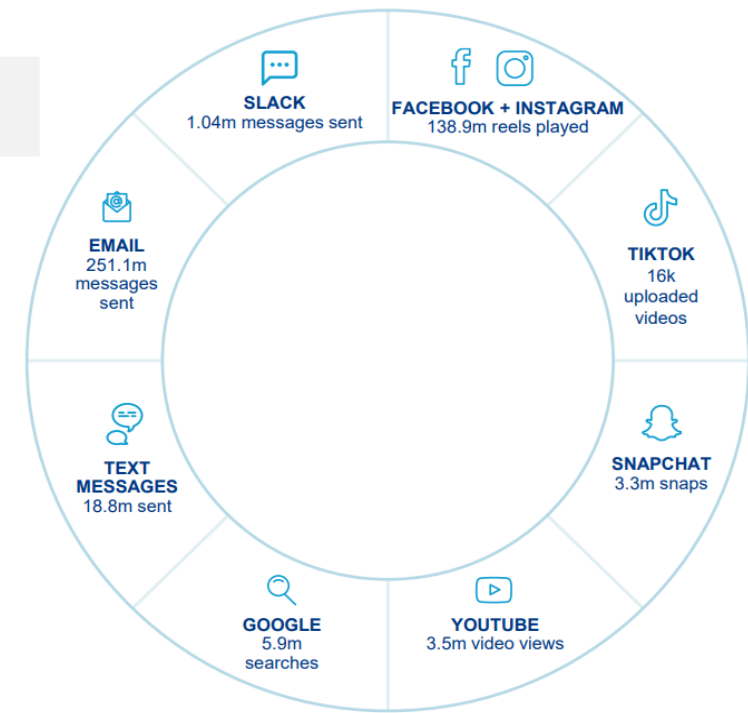 SLACK
1.04m messages sent
FACEBOOK + INSTAGRAM
138.9m reels played
TIKTOK
16k
uploaded
videos
SNAPCHAT
3.3m snaps
YOUTUBE
3.5m video views
GOOGLE
5.9m
searches
TEXT
MESSAGES
18.8m sent
EMAIL
251.1m
messages
sent